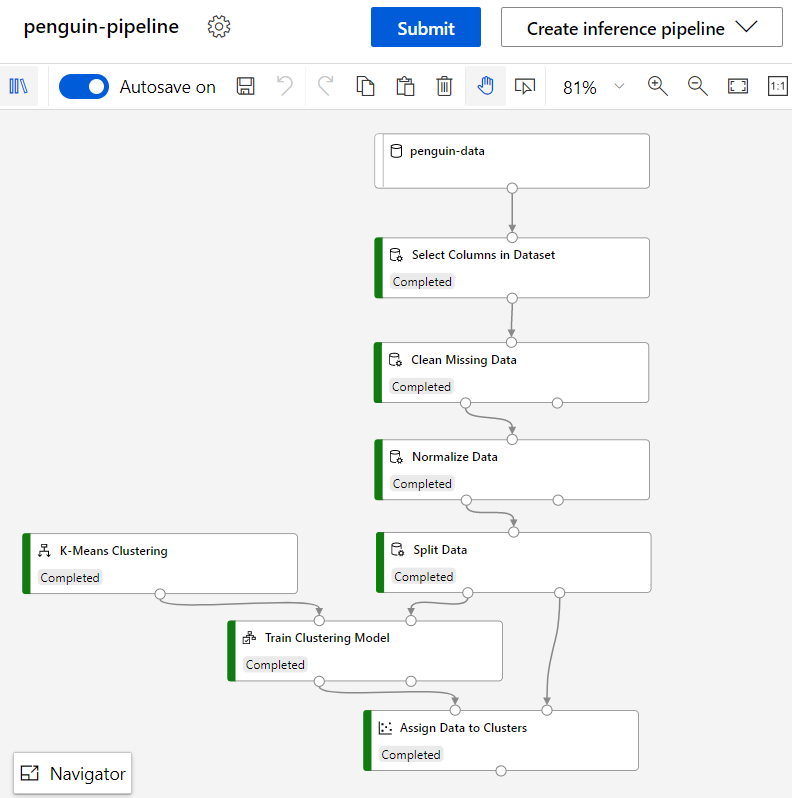 penguin-pipeline
Submit
Create inference pipeline
Autosave on
81%
1:1
penguin-data
Select Columns in Dataset
Completed
Clean Missing Data
Completed
Normalize Data
Completed
K-Means Clustering
Completed
Split Data
Completed
Train Clustering Model
Completed
Assign Data to Clusters
Completed
Navigator